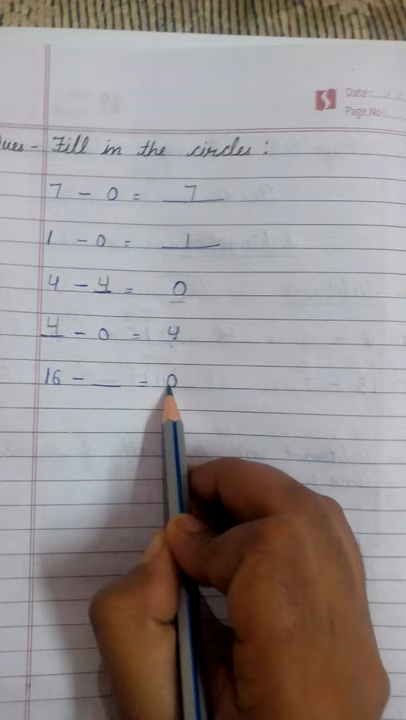 Date:
Page No:
Ques - Fill in the circles:
7 - 0 = 7
1 - 0 = 1
4 - 4 = 0
4 - 0 = 4
16 - ___ = 0